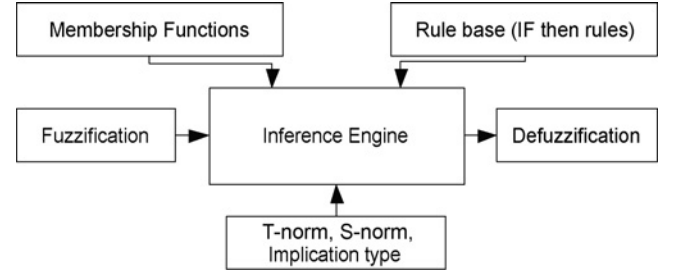 Membership Functions
Rule base (IF then rules)
Fuzzification
Inference Engine
Defuzzification
T-norm, S-norm,
Implication type